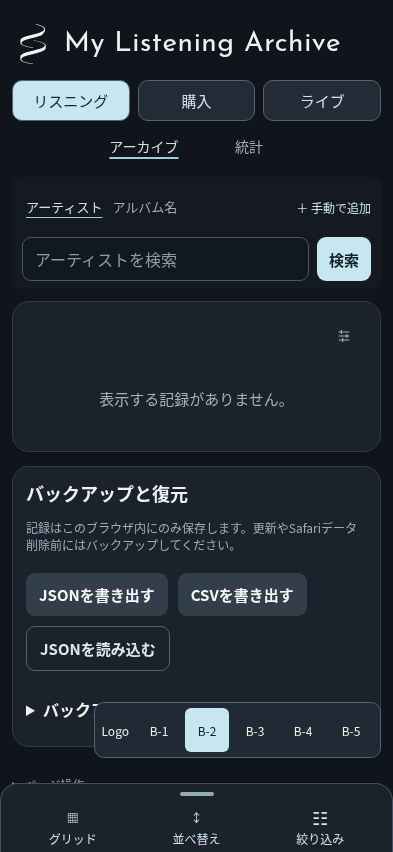 My Listening Archive
リスニング 購入 ライブ
アーカイブ 統計
アーティスト アルバム名 ＋手動で追加
アーティストを検索 検索
表示する記録がありません。
バックアップと復元
記録はこのブラウザ内にのみ保存します。更新やSafariデータ
削除前にはバックアップしてください。
JSONを書き出す CSVを書き出す
JSONを読み込む
▶ バック
Logo B-1 B-2 B-3 B-4 B-5
グリッド 並べ替え 絞り込み